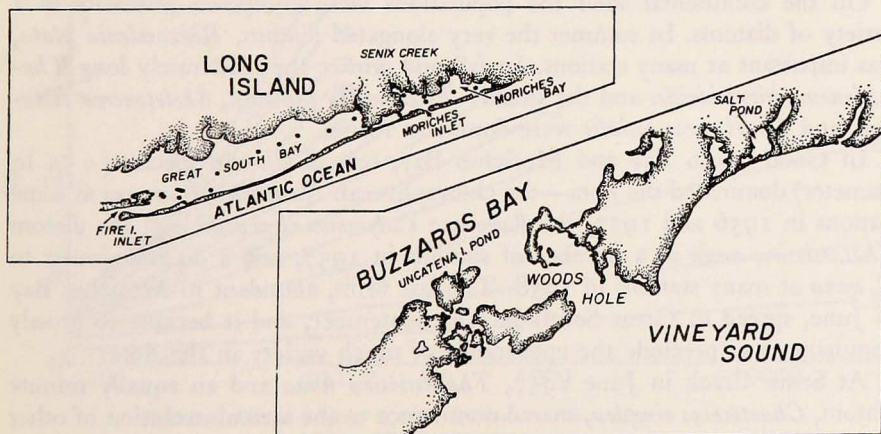 LONG
ISLAND
SENIX CREEK
MORICHES
BAY
MORICHES
INLET
GREAT SOUTH BAY
ATLANTIC OCEAN
FIRE I.
INLET
SALT
POND
BUZZARDS BAY
UNCATENA I. POND
WOODS
HOLE
VINEYARD
SOUND